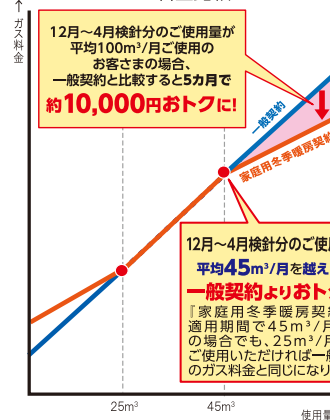 ↑ガス料金
12月～4月検針分のご使用量が
平均100m³/月ご使用の
お客さまの場合、
一般契約と比較すると5カ月で
約10,000円おトクに!
一般契約
家庭用冬季暖房契約
12月～4月検針分のご使用
平均45m³/月を越え
一般契約よりおト
『家庭用冬季暖房契
適用期間で45m³/月
の場合でも、25m³/月
ご使用いただければ一般
のガス料金と同じになり
25m³
45m³
使用量